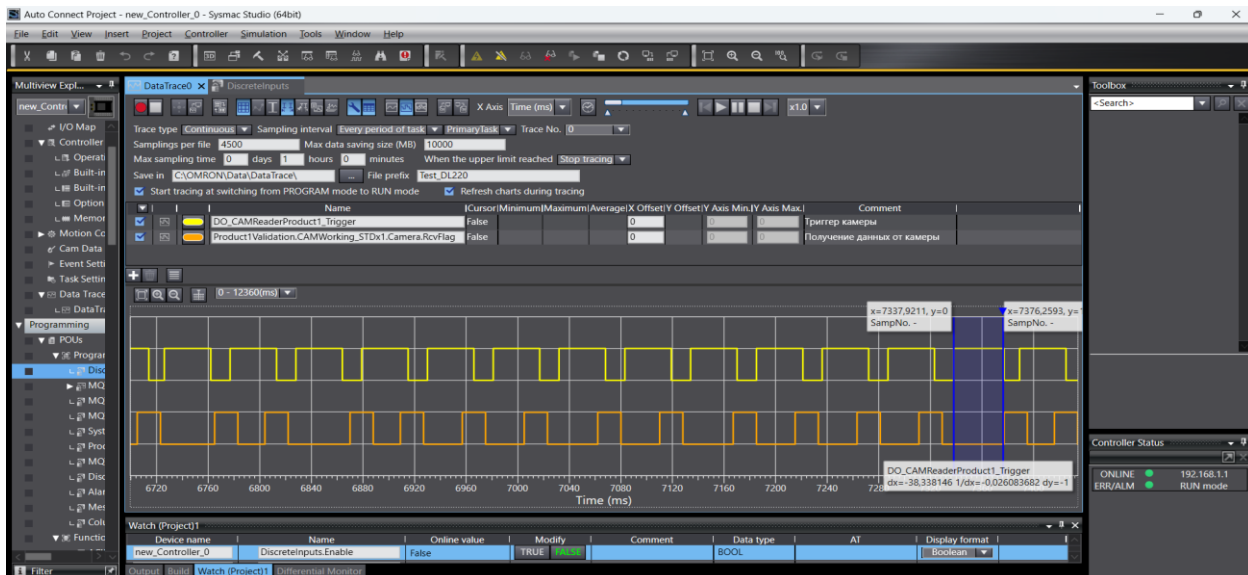 Auto Connect Project - new_Controller_0 - Sysmac Studio (64bit)
File Edit View Insert Project Controller Simulation Tools Window Help
Multiview Expl...
new_Contr
I/O Map
Controller
Operati
Built-in
Built-in
Option
Memor
Motion Co
Cam Data
Event Setti
Task Settin
Data Trace
DataTra
Programming
POUs
Program
Disc
MQ
MQ
MQ
Syst
Proc
MQ
Disc
Alar
Mes
Colu
Functio
Filter
DataTrace0 DiscreteInputs
X Axis Time (ms) x1.0
Trace type Continuous Sampling interval Every period of task PrimaryTask Trace No. 0
Samplings per file 4500 Max data saving size (MB) 10000
Max sampling time 0 days 1 hours 0 minutes When the upper limit reached Stop tracing
Save in C:\OMRON\Data\DataTrace\ ... File prefix Test_DL220
Start tracing at switching from PROGRAM mode to RUN mode Refresh charts during tracing
Name Cursor Minimum Maximum Average X Offset Y Offset Y Axis Min. Y Axis Max. Comment
DO_CAMReaderProduct1_Trigger False 0 0 0 Триггер камеры
Product1Validation.CAMWorking_STDx1.Camera.RcvFlag False 0 0 0 Получение данных от камеры
0 - 12360(ms)
x=7337,9211, y=0
SampNo. -
x=7376,2593, y=1
SampNo. -
DO_CAMReaderProduct1_Trigger
dx=-38,338146 1/dx=-0,026083682 dy=-1
6720 6760 6800 6840 6880 6920 6960 7000 7040 7080 7120 7160 7200 7240
Time (ms)
Watch (Project)1
Device name Name Online value Modify Comment Data type AT Display format
new_Controller_0 DiscreteInputs.Enable False TRUE FALSE BOOL Boolean
Output Build Watch (Project)1 Differential Monitor
Toolbox
<Search>
Controller Status
ONLINE 192.168.1.1
ERR/ALM RUN mode